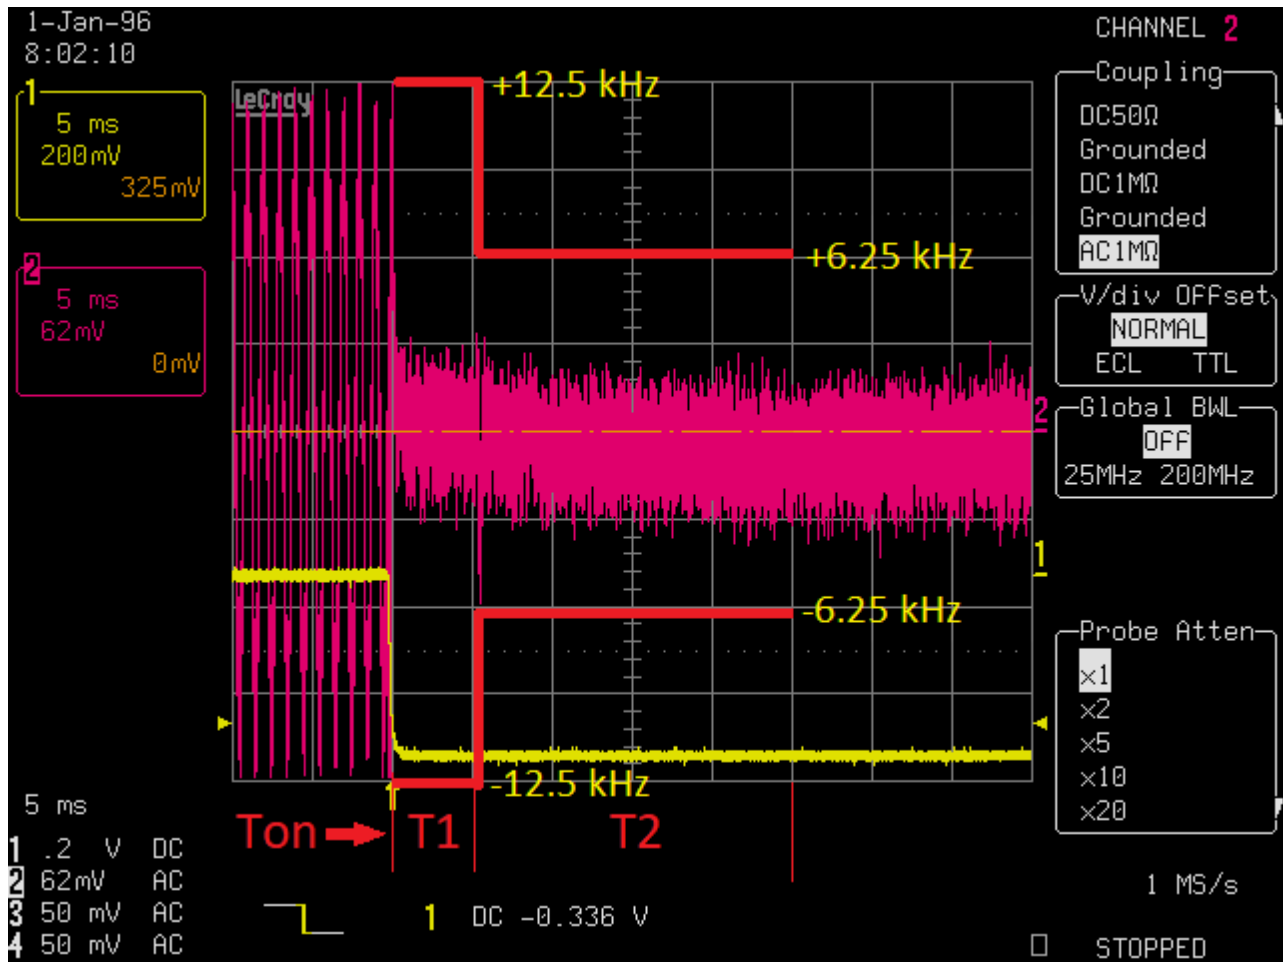 1-Jan-96
8:02:10
1
5 ms
200mV
325mV
2
5 ms
62mV
0mV
LeCroy
+12.5 kHz
+6.25 kHz
-6.25 kHz
-12.5 kHz
2
1
Ton
T1
T2
CHANNEL 2
Coupling
DC50Ω
Grounded
DC1MΩ
Grounded
AC1MΩ
V/div OFFset
NORMAL
ECL TTL
Global BWL
OFF
25MHz 200MHz
Probe Atten
×1
×2
×5
×10
×20
5 ms
1 .2 V DC
2 62mV AC
3 50 mV AC
4 50 mV AC
1 DC -0.336 V
1 MS/s
STOPPED